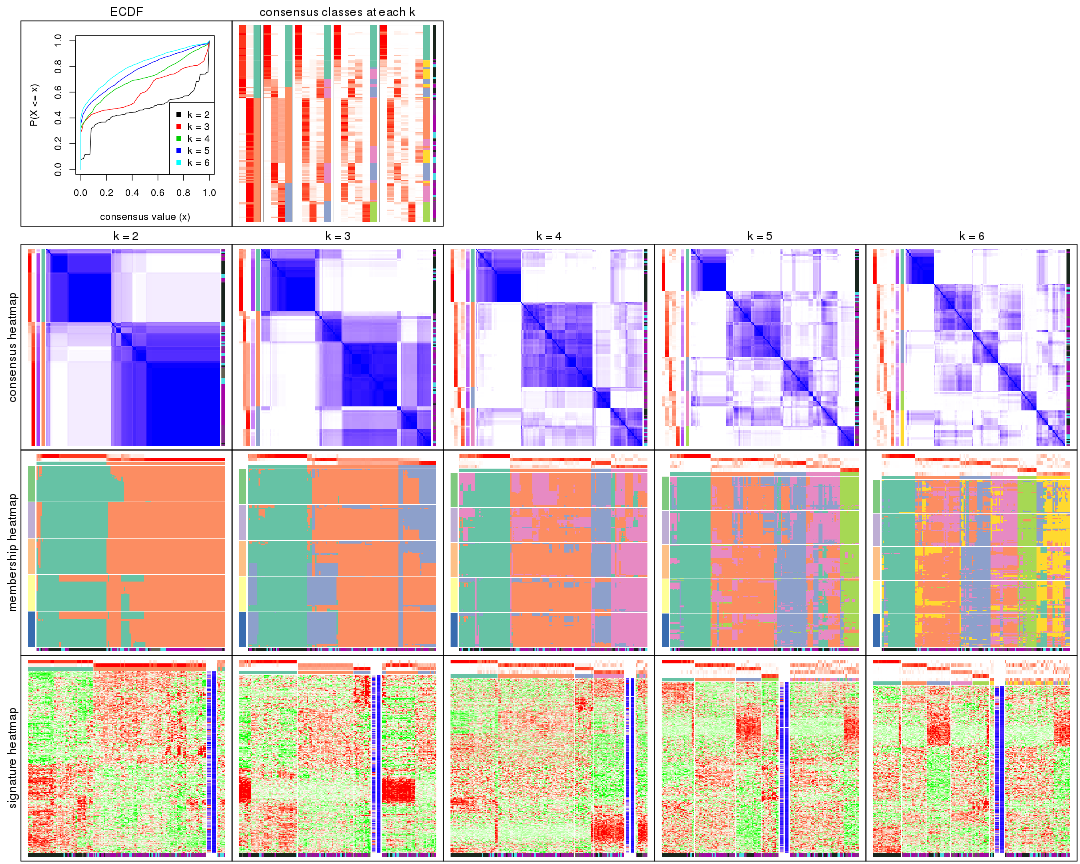 ECDF
consensus classes at each k
P(X <= x)
0.0
0.2
0.4
0.6
0.8
1.0
k = 2
k = 3
k = 4
k = 5
k = 6
0.0 0.2 0.4 0.6 0.8 1.0
consensus value (x)
k = 2
k = 3
k = 4
k = 5
k = 6
consensus heatmap
membership heatmap
signature heatmap